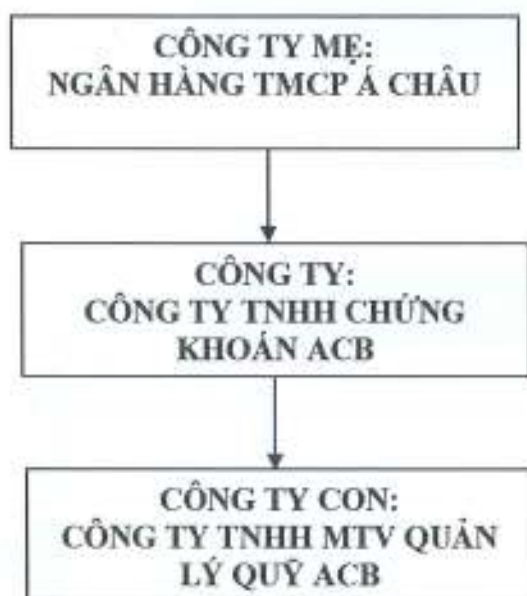 CÔNG TY MẸ:
NGÂN HÀNG TMCP Á CHÂU
CÔNG TY:
CÔNG TY TNHH CHỨNG
KHOÁN ACB
CÔNG TY CON:
CÔNG TY TNHH MTV QUẢN
LÝ QUỸ ACB